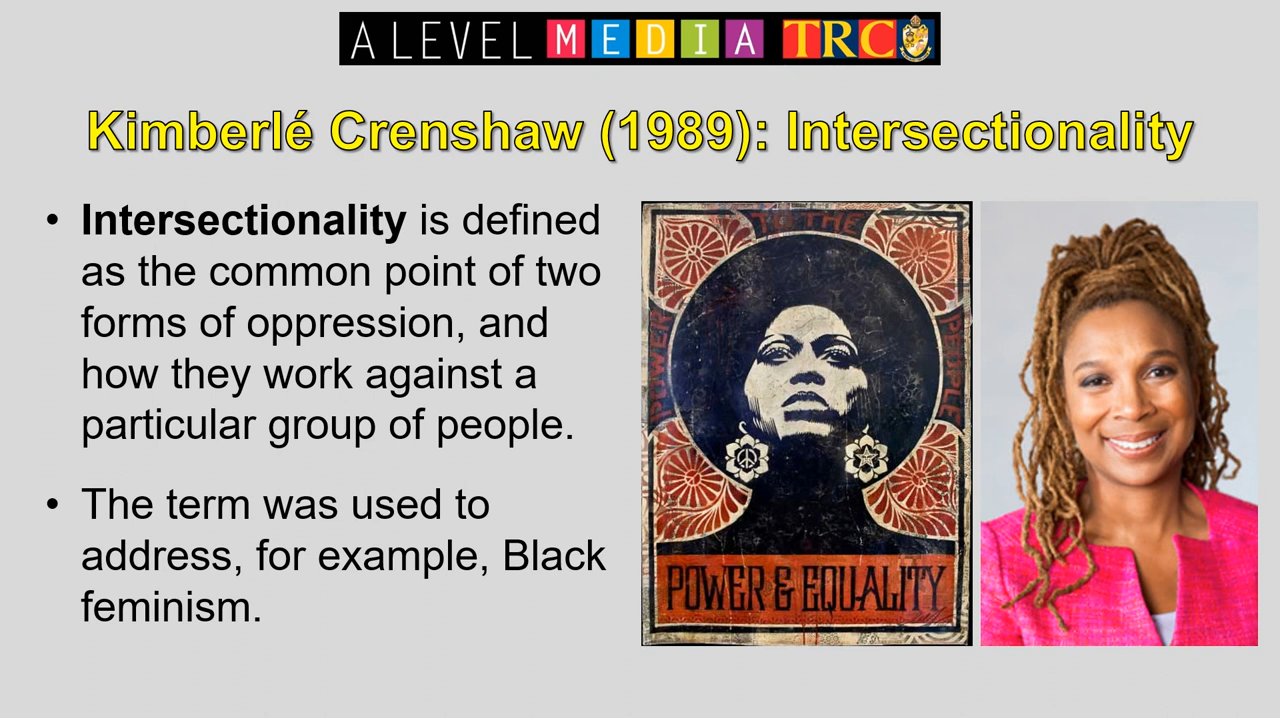 A LEVEL MEDIA TRC
Kimberlé Crenshaw (1989): Intersectionality
• Intersectionality is defined
as the common point of two
forms of oppression, and
how they work against a
particular group of people.
• The term was used to
address, for example, Black
feminism.
TO THE
POWER
PEOPLE
POWER & EQUALITY